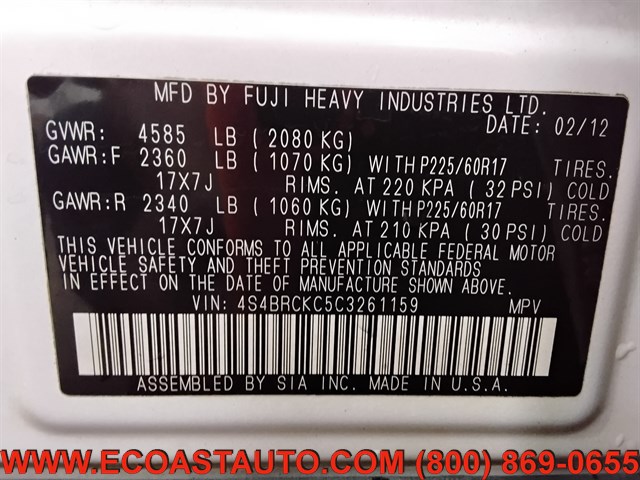 MFD BY FUJI HEAVY INDUSTRIES LTD.
DATE: 02/12
GVWR: 4585 LB ( 2080 KG)
GAWR:F 2360 LB ( 1070 KG) WITH P225/60R17 TIRES.
17X7J RIMS. AT 220 KPA ( 32 PSI) COLD
GAWR:R 2340 LB ( 1060 KG) WITH P225/60R17 TIRES.
17X7J RIMS. AT 210 KPA ( 30 PSI) COLD
THIS VEHICLE CONFORMS TO ALL APPLICABLE FEDERAL MOTOR
VEHICLE SAFETY AND THEFT PREVENTION STANDARDS
IN EFFECT ON THE DATE OF MANUFACTURE SHOWN ABOVE.
VIN: 4S4BRCKC5C3261159 MPV
ASSEMBLED BY SIA INC. MADE IN U.S.A.
WWW.ECOASTAUTO.COM (800) 869-0655